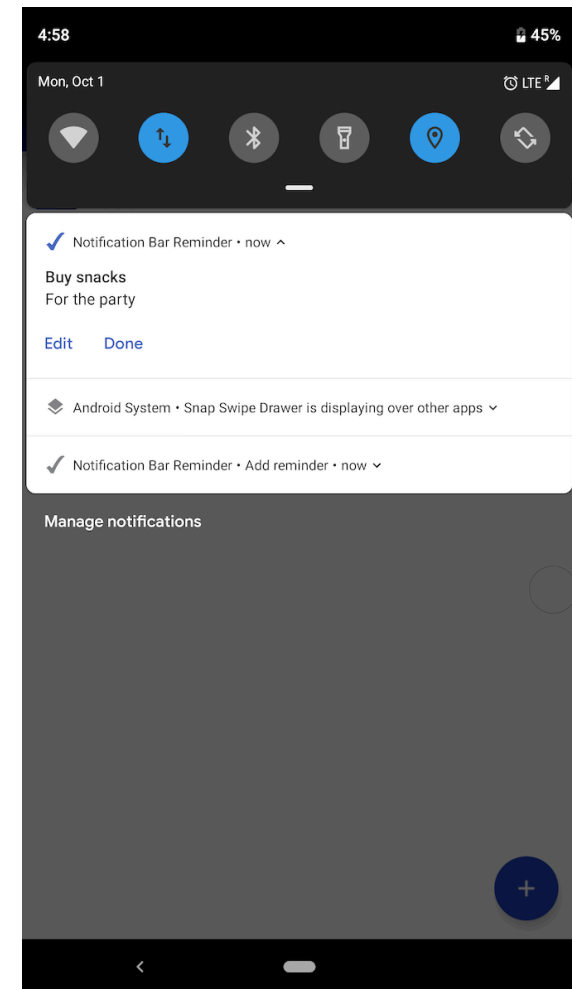 4:58 45%
Mon, Oct 1 LTE R
Notification Bar Reminder • now
Buy snacks
For the party
Edit Done
Android System • Snap Swipe Drawer is displaying over other apps
Notification Bar Reminder • Add reminder • now
Manage notifications